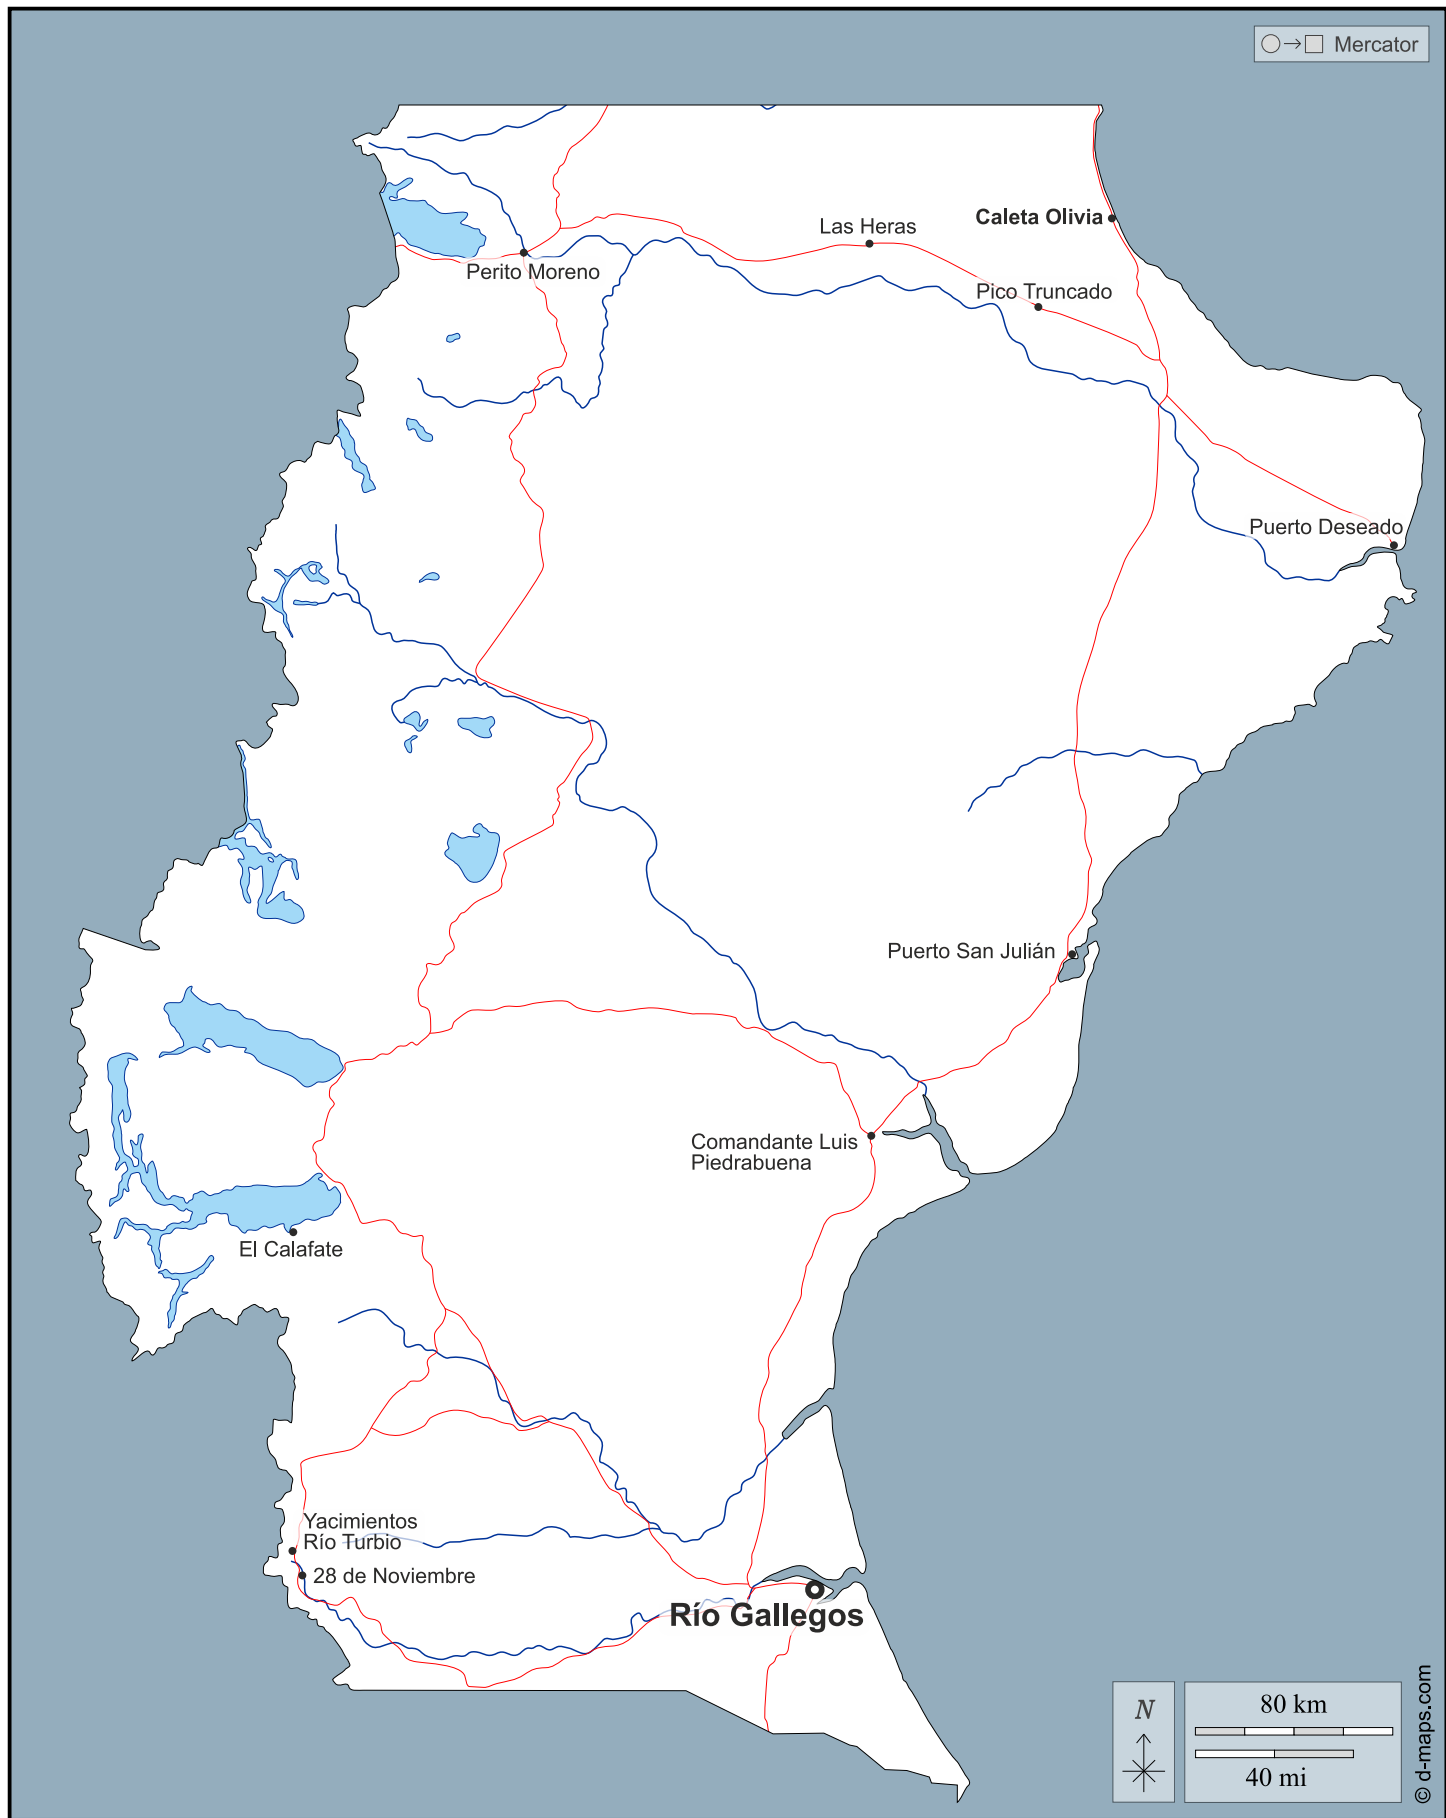 Mercator
Caleta Olivia
Las Heras
Perito Moreno
Pico Truncado
Puerto Deseado
Puerto San Julián
Comandante Luis
Piedrabuena
El Calafate
Yacimientos
Río Turbio
28 de Noviembre
Río Gallegos
N
80 km
40 mi
© d-maps.com